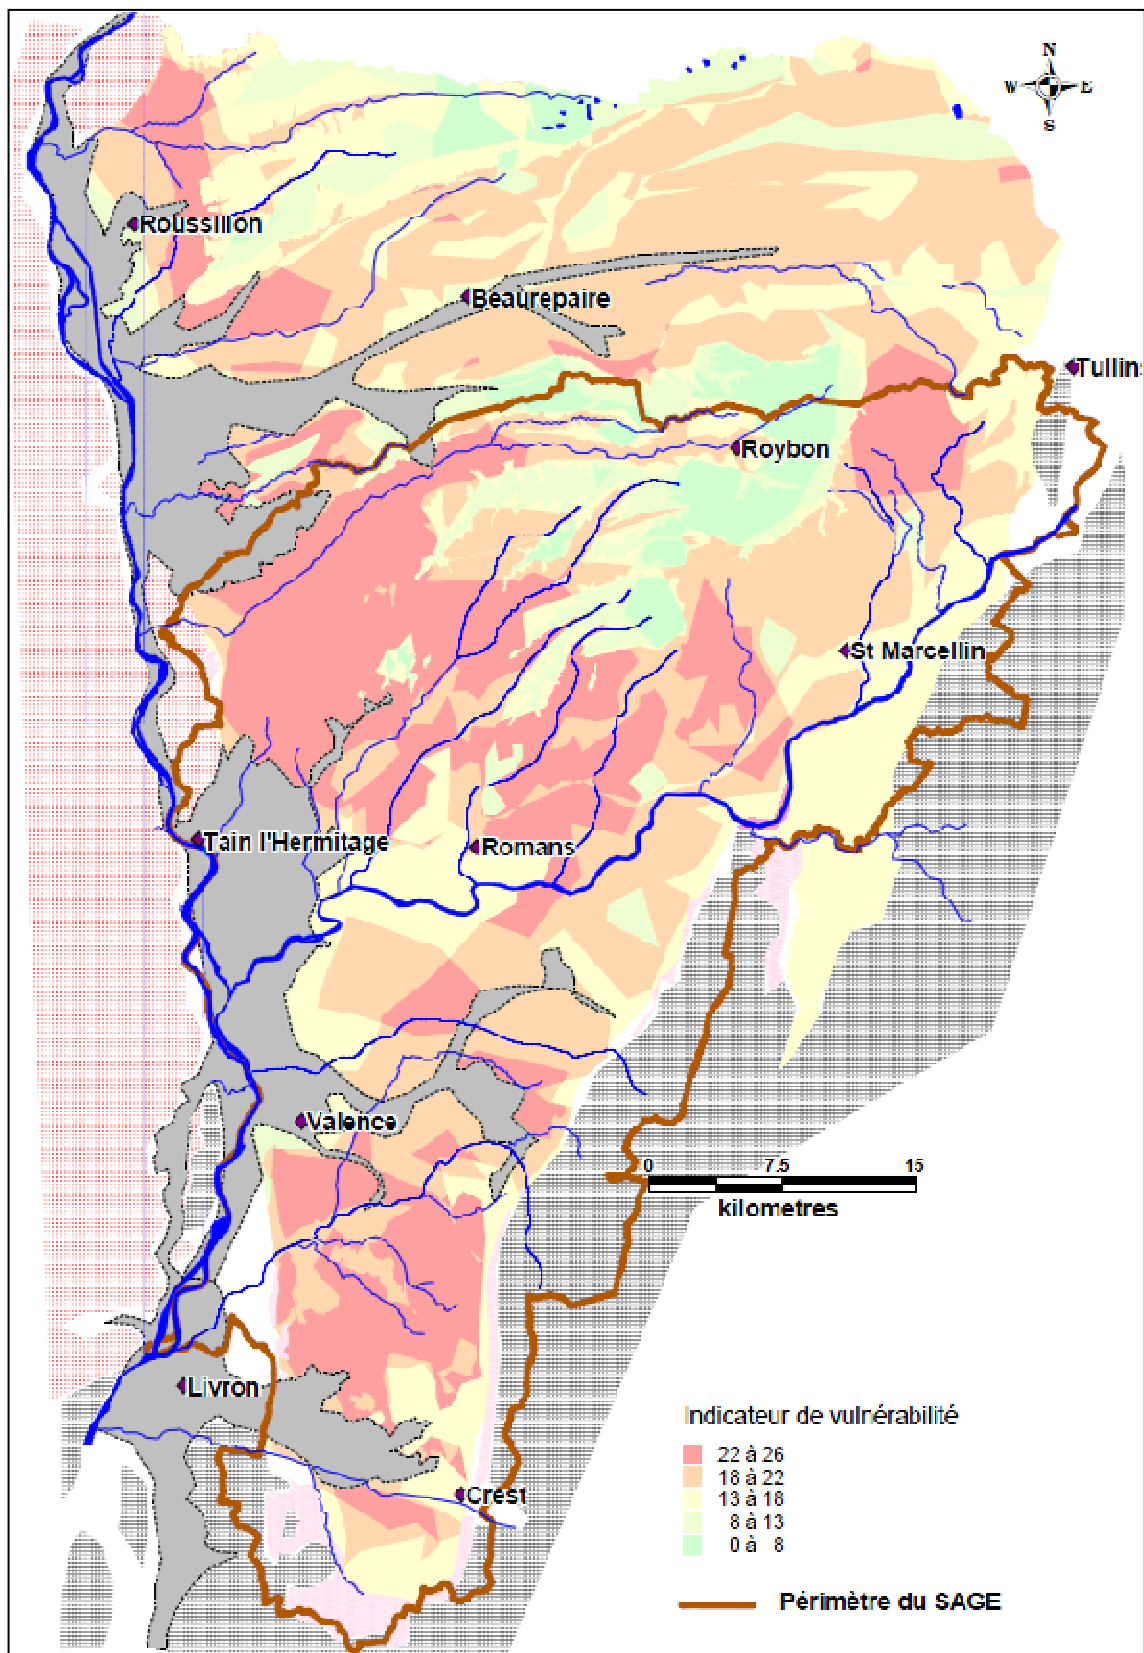 N
W E
S
Roussillon
Beaurepaire
Tullin
Roybon
St Marcellin
Tain l'Hermitage
Romans
Valence
0 7.5 15
kilometres
Livron
Crest
Indicateur de vulnérabilité
22 à 26
18 à 22
13 à 18
8 à 13
0 à 8
Périmètre du SAGE